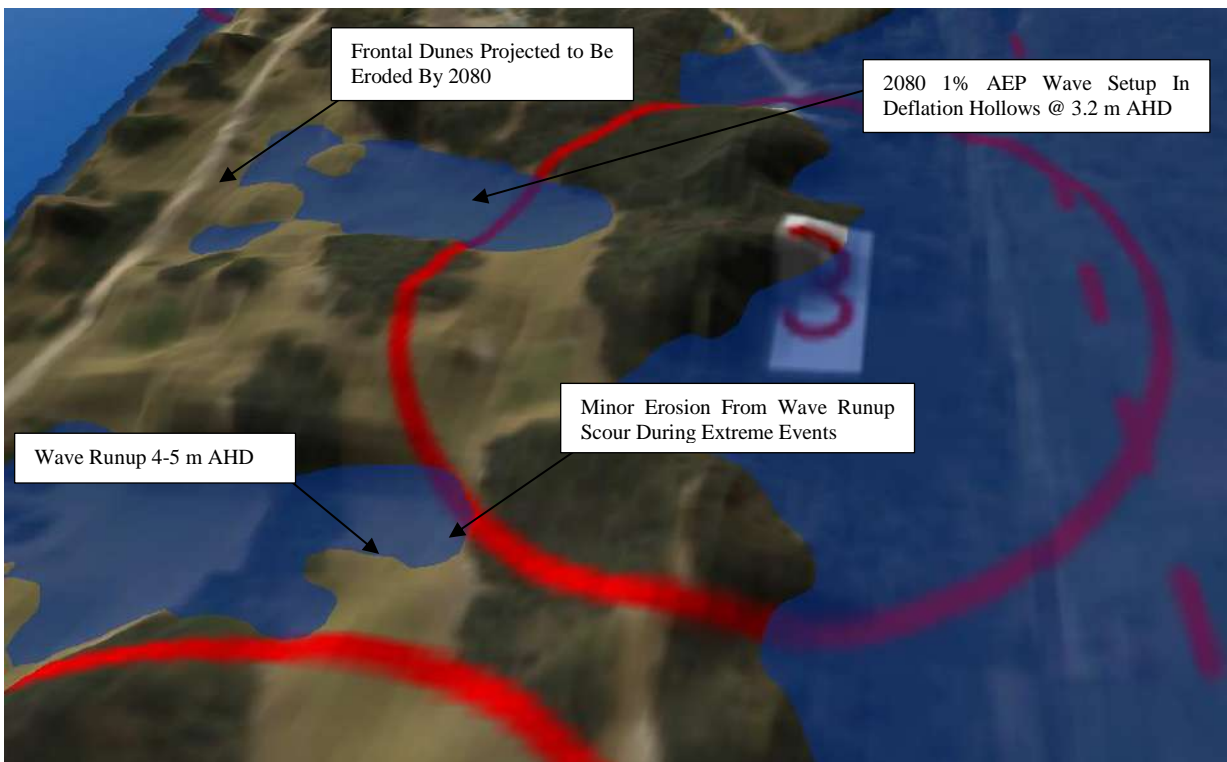 Frontal Dunes Projected to Be
Eroded By 2080
2080 1% AEP Wave Setup In
Deflation Hollows @ 3.2 m AHD
3
Minor Erosion From Wave Runup
Scour During Extreme Events
Wave Runup 4-5 m AHD